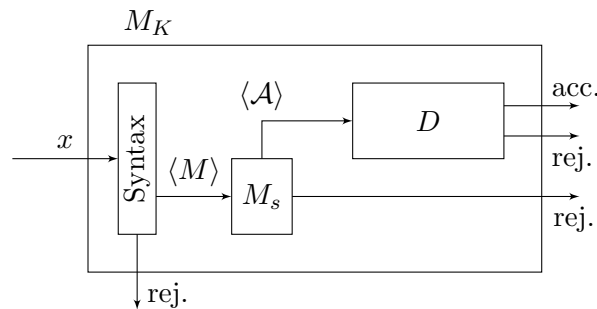 M_K
⟨𝒜⟩
acc.
D
x
Syntax
⟨M⟩
rej.
M_s
rej.
rej.